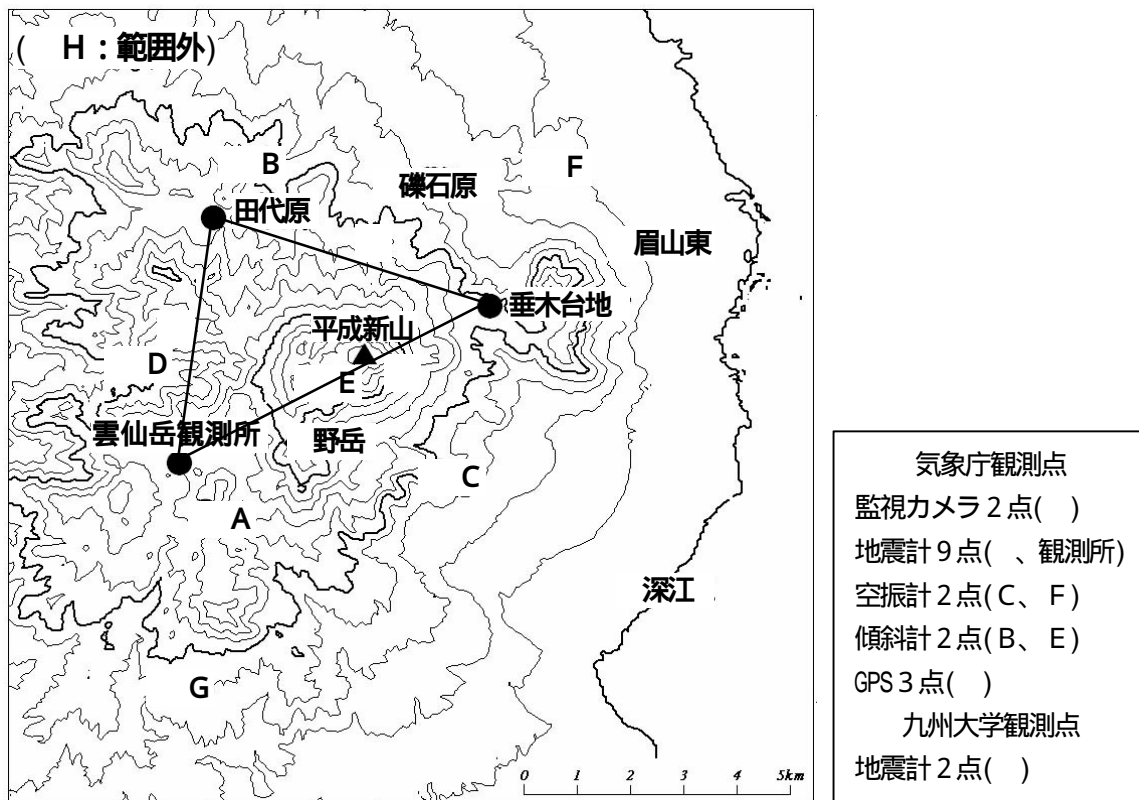 ( H：範囲外)
B
F
礫石原
田代原
眉山東
垂木台地
平成新山
D
E
雲仙岳観測所
野岳
C
A
深江
G
0 1 2 3 4 5km
気象庁観測点
監視カメラ２点( )
地震計９点( 、観測所)
空振計２点(Ｃ、Ｆ)
傾斜計２点(Ｂ、Ｅ)
GPS３点( )
九州大学観測点
地震計２点( )